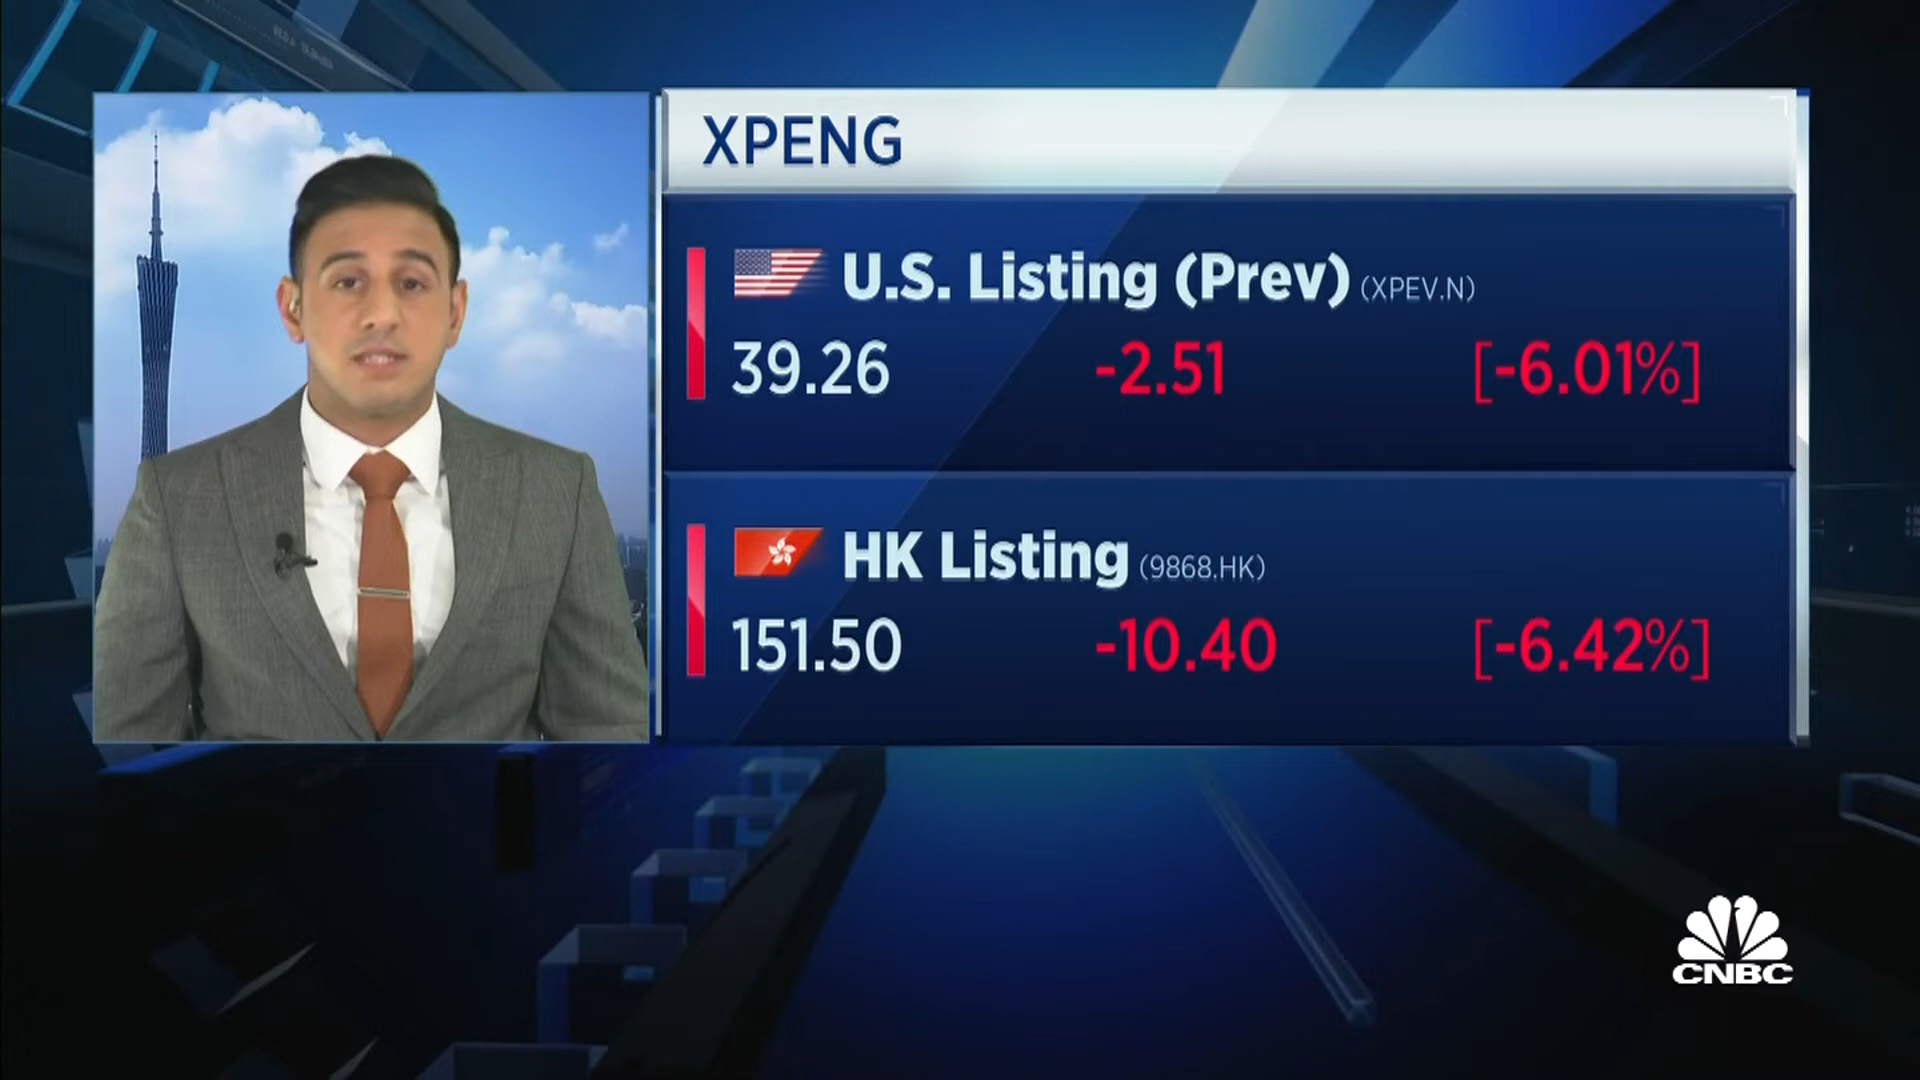 XPENG
U.S. Listing (Prev) (XPEV.N)
39.26 -2.51 [-6.01%]
HK Listing (9868.HK)
151.50 -10.40 [-6.42%]
CNBC